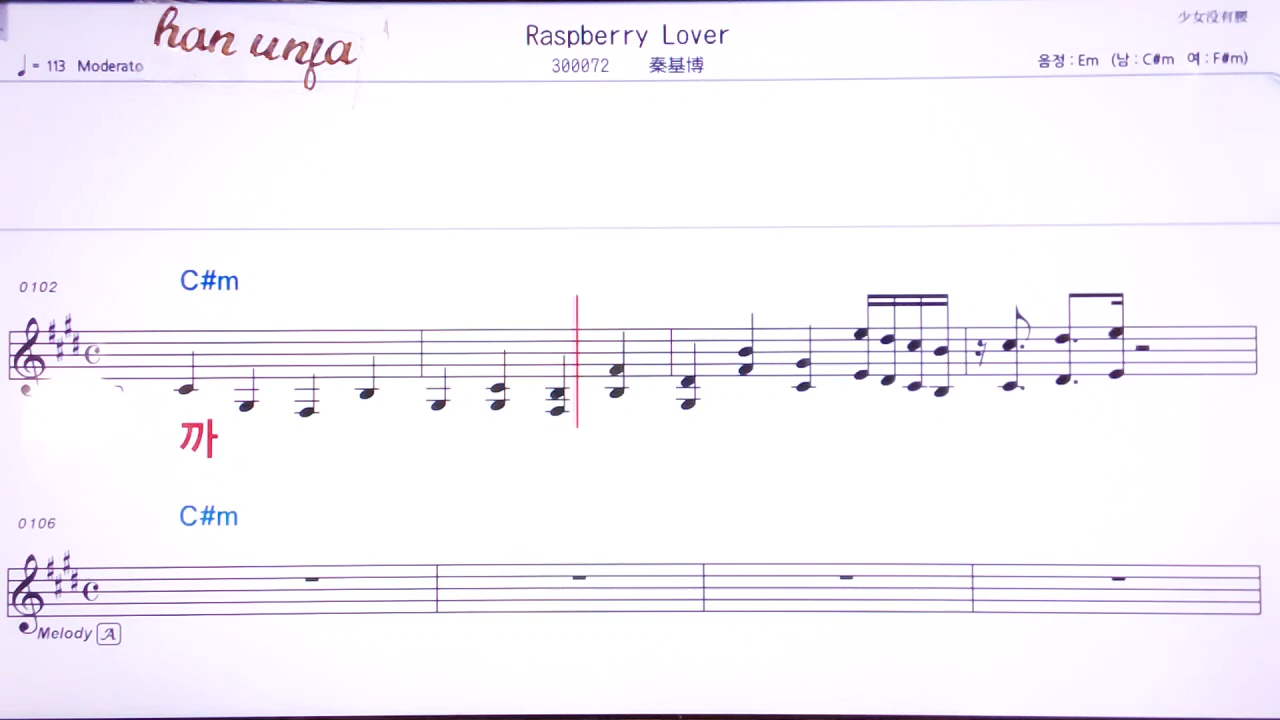 han unfa
Raspberry Lover
少女没有腰
♩= 113 Moderato
300072 秦基博
음정 : Em (남 : C#m 여 : F#m)
0102
C#m
까
0106
C#m
Melody A